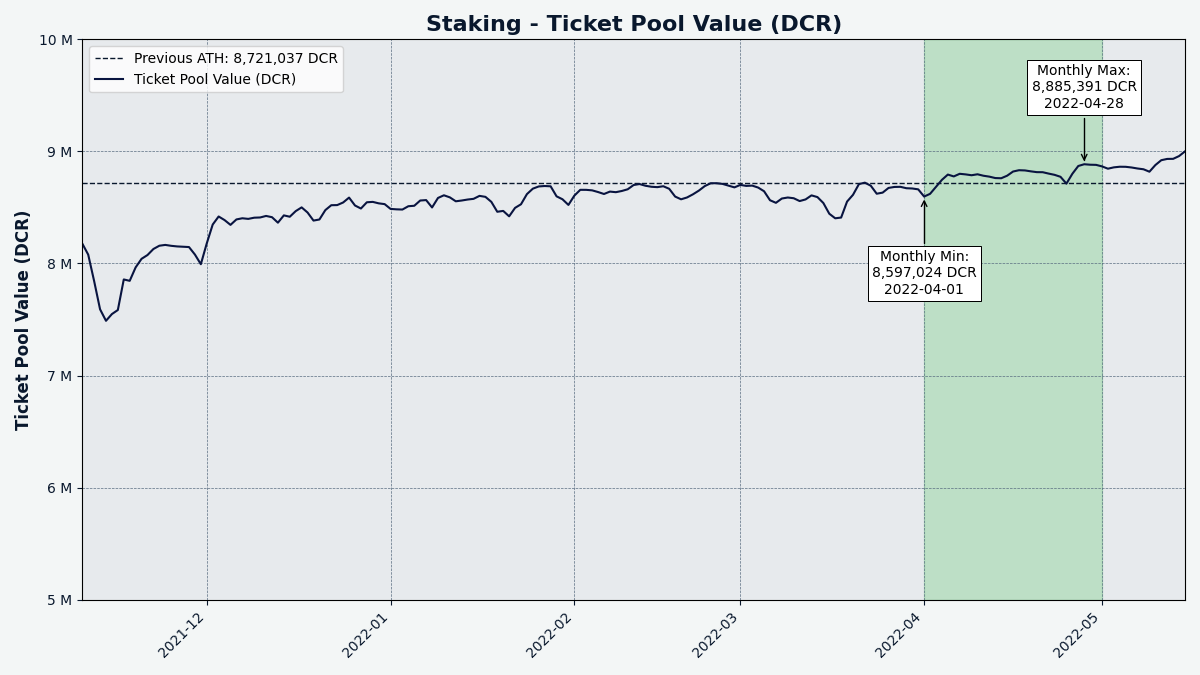 Staking - Ticket Pool Value (DCR)
Previous ATH: 8,721,037 DCR
Ticket Pool Value (DCR)
Monthly Max:
8,885,391 DCR
2022-04-28
Monthly Min:
8,597,024 DCR
2022-04-01
Ticket Pool Value (DCR)
10 M
9 M
8 M
7 M
6 M
5 M
2021-12
2022-01
2022-02
2022-03
2022-04
2022-05